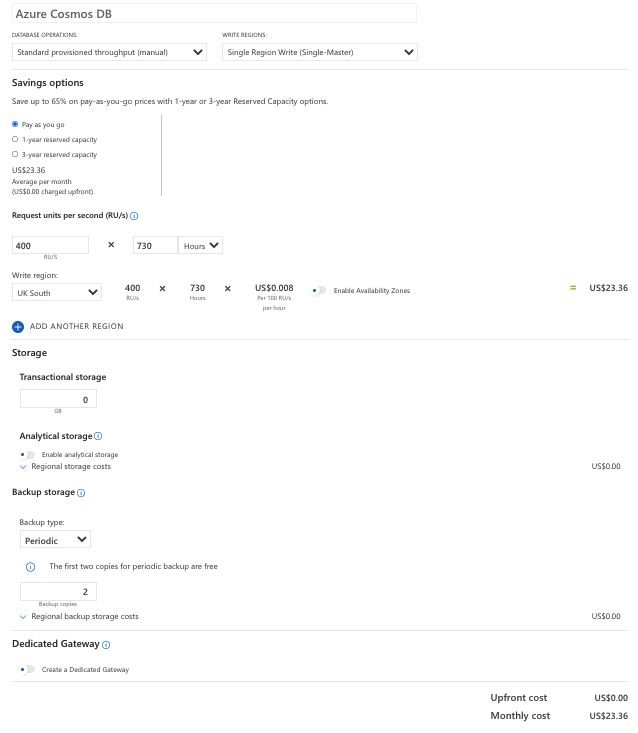 Azure Cosmos DB
DATABASE OPERATIONS:
WRITE REGIONS:
Standard provisioned throughput (manual)
Single Region Write (Single-Master)
Savings options
Save up to 65% on pay-as-you-go prices with 1-year or 3-year Reserved Capacity options.
Pay as you go
1-year reserved capacity
3-year reserved capacity
US$23.36
Average per month
(US$0.00 charged upfront)
Request units per second (RU/s)
400 × 730 Hours
RU/S
Write region:
UK South
400 × 730 × US$0.008
RU/s Hours Per 100 RU/s
per hour
Enable Availability Zones
= US$23.36
ADD ANOTHER REGION
Storage
Transactional storage
0
GB
Analytical storage
Enable analytical storage
Regional storage costs US$0.00
Backup storage
Backup type:
Periodic
The first two copies for periodic backup are free
2
Backup copies
Regional backup storage costs US$0.00
Dedicated Gateway
Create a Dedicated Gateway
Upfront cost US$0.00
Monthly cost US$23.36